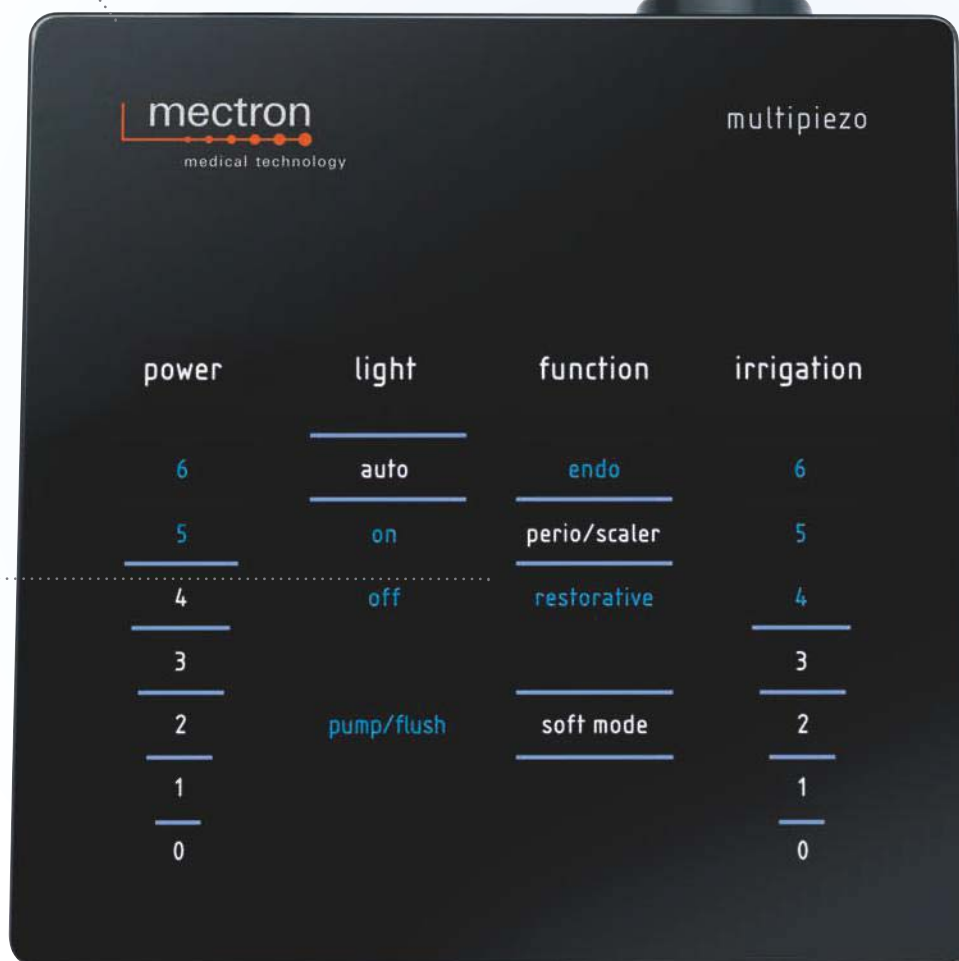 mectron
medical technology
multipiezo
power light function irrigation
6 auto endo 6
5 on perio/scaler 5
4 off restorative 4
3 3
2 pump/flush soft mode 2
1 1
0 0